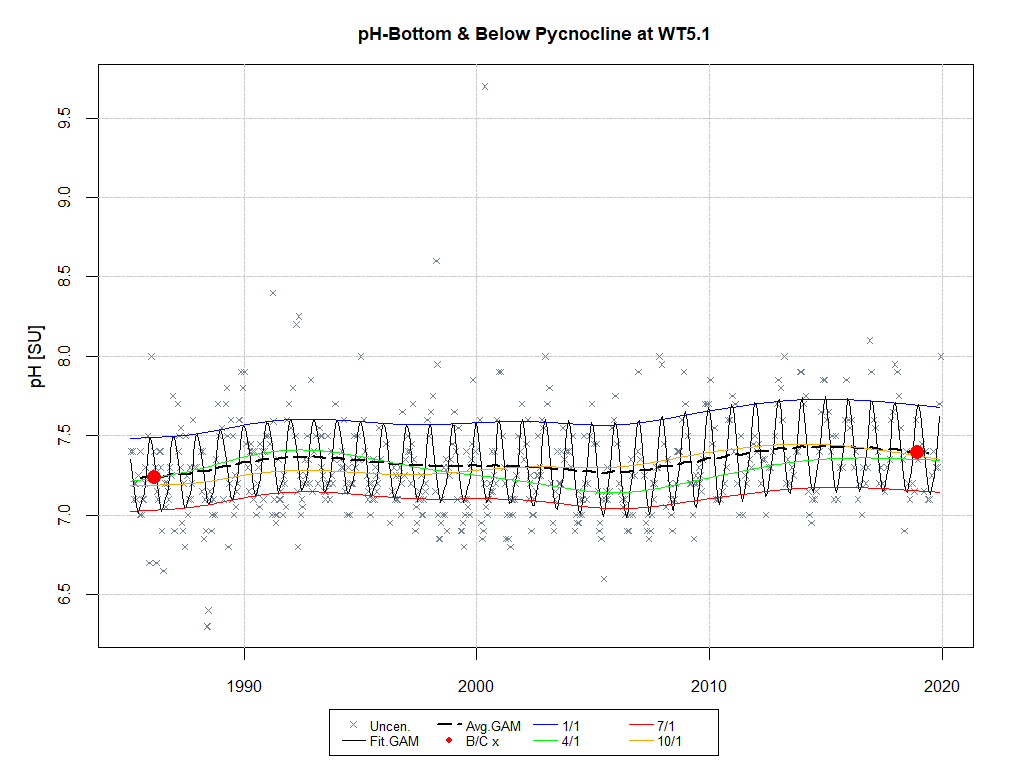 pH-Bottom & Below Pycnocline at WT5.1
pH [SU]
9.5
9.0
8.5
8.0
7.5
7.0
6.5
1990 2000 2010 2020
Uncen. Avg.GAM 1/1 7/1
Fit.GAM B/C x 4/1 10/1